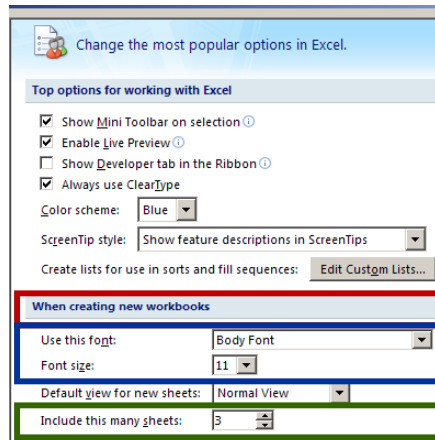 Change the most popular options in Excel.
Top options for working with Excel
Show Mini Toolbar on selection
Enable Live Preview
Show Developer tab in the Ribbon
Always use ClearType
Color scheme: Blue
ScreenTip style: Show feature descriptions in ScreenTips
Create lists for use in sorts and fill sequences: Edit Custom Lists...
When creating new workbooks
Use this font: Body Font
Font size: 11
Default view for new sheets: Normal View
Include this many sheets: 3